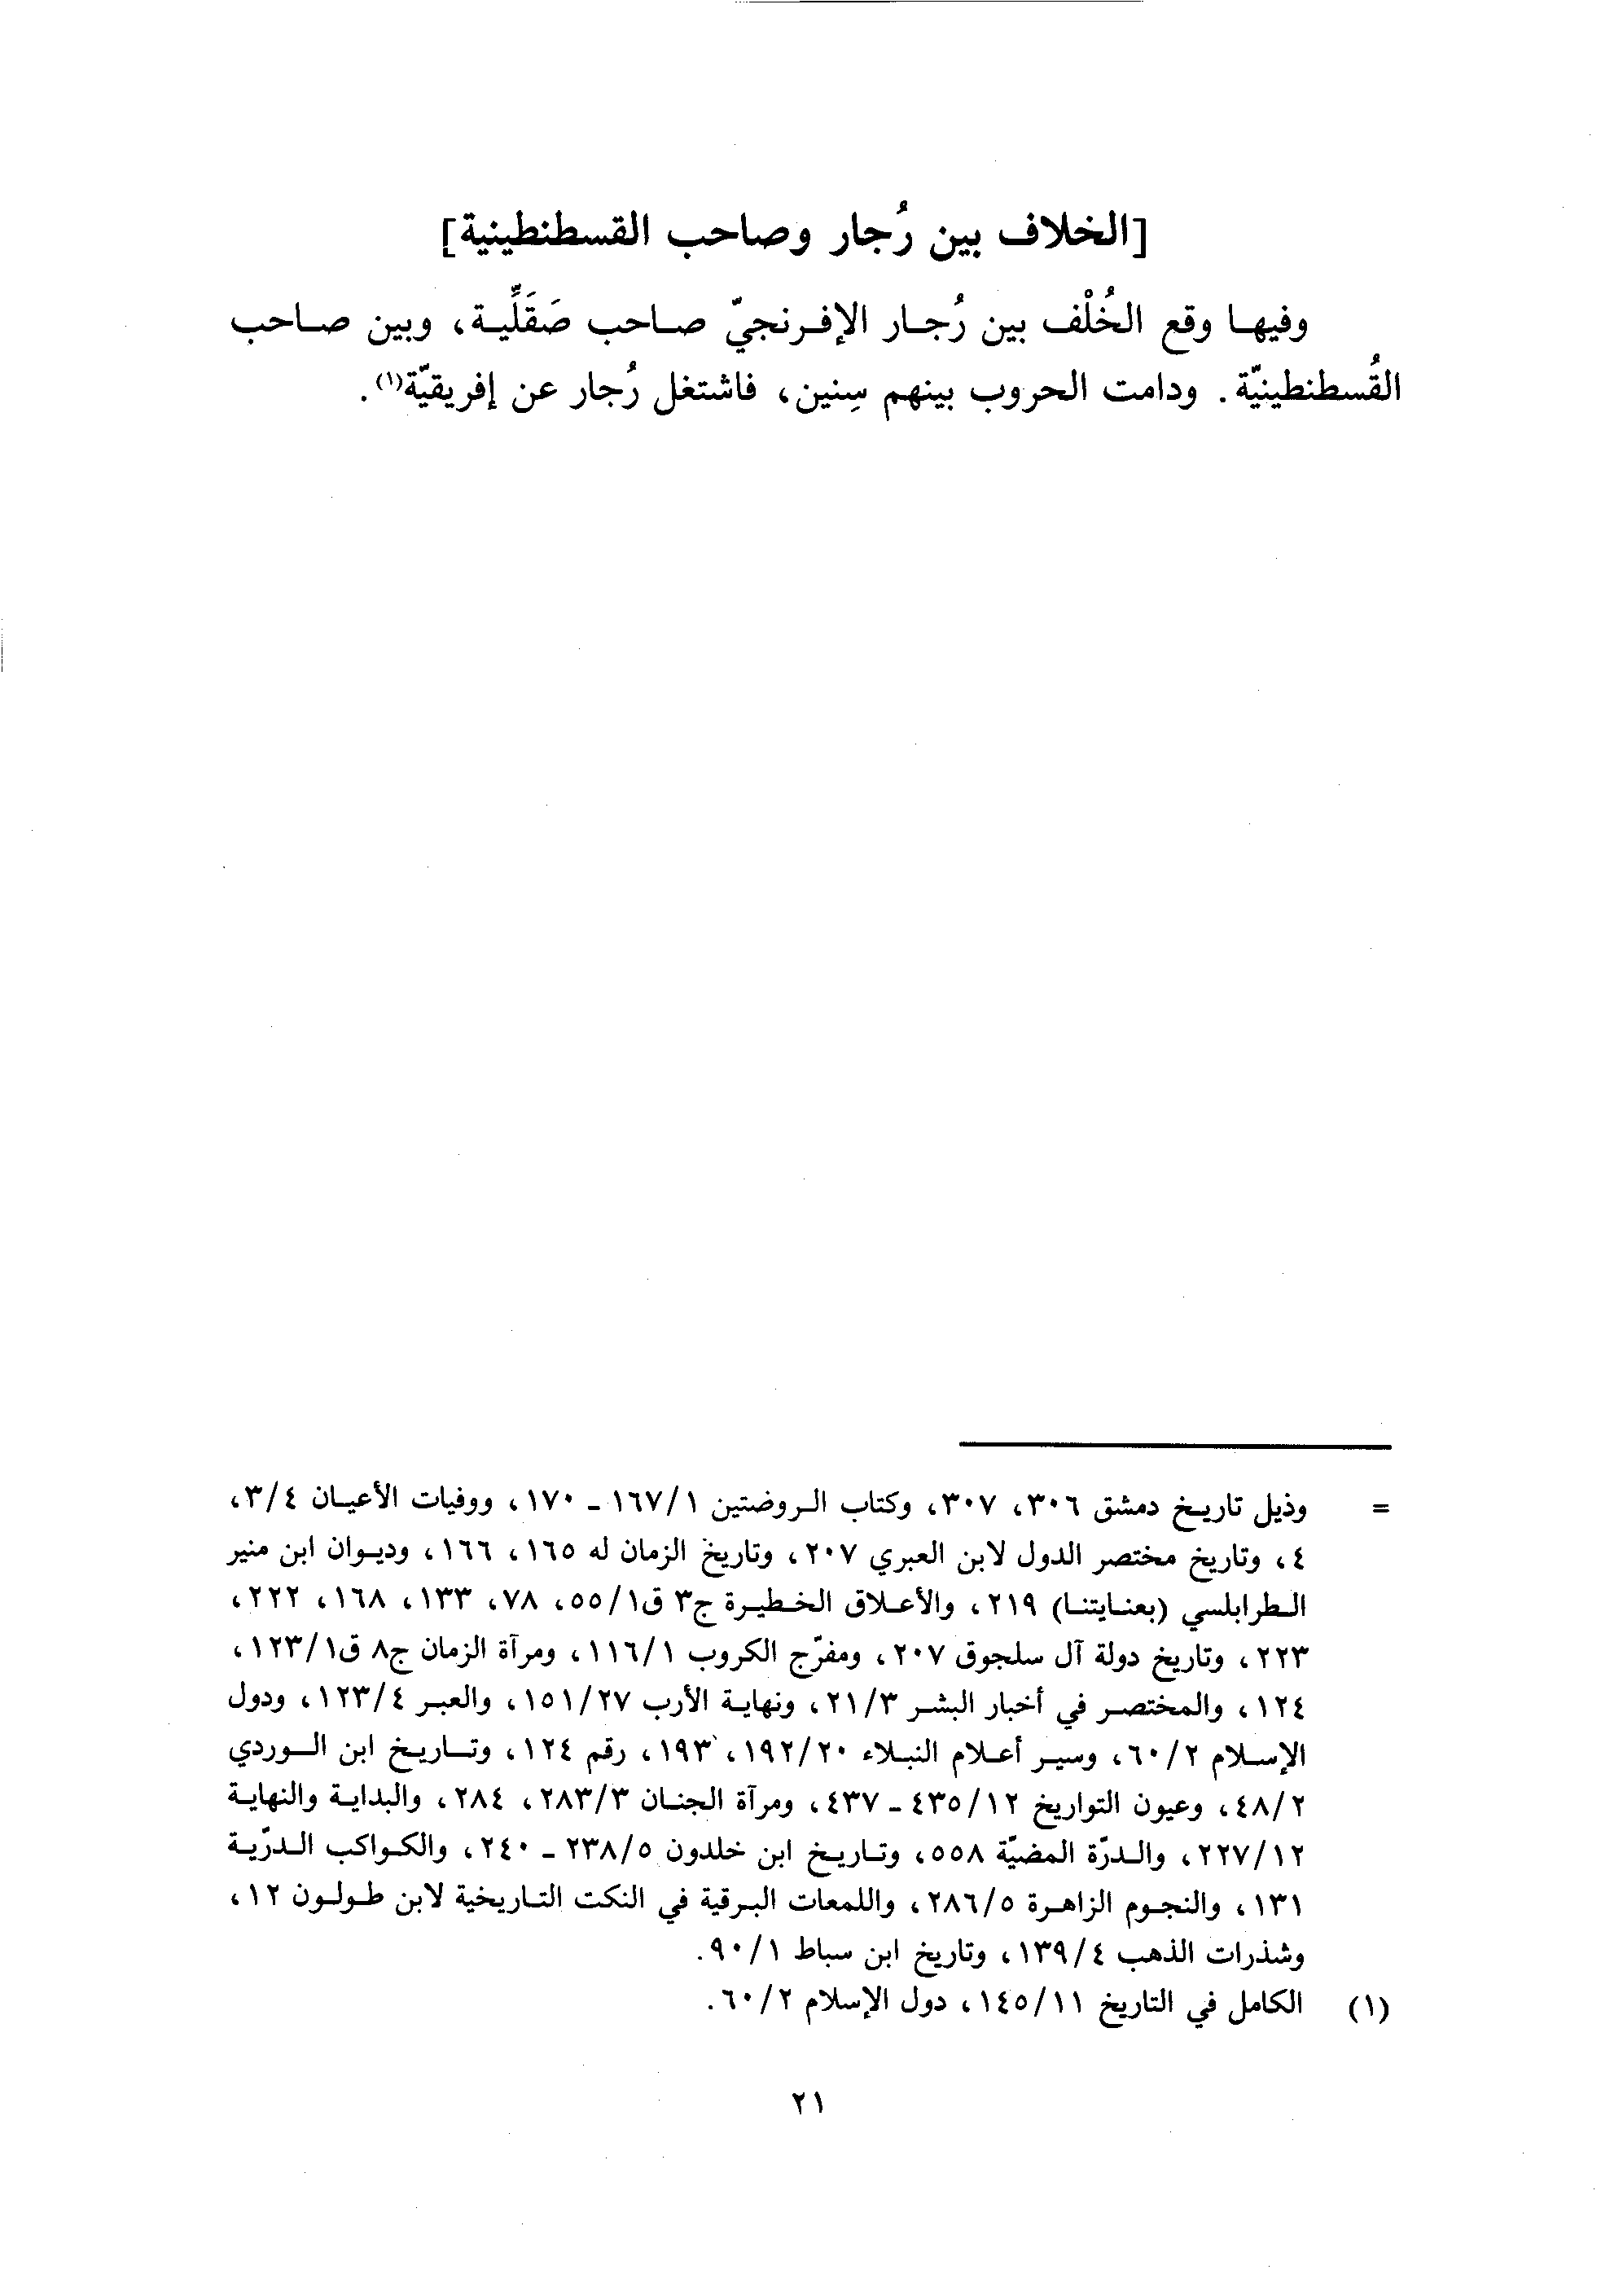 [الخلاف بين رُجار وصاحب القسطنطينية]
وفيها وقع الخُلْف بين رُجار الإفرنجيّ صاحب صَقَلِّية، وبين صاحب
القُسطنطينيّة. ودامت الحروب بينهم سِنين، فاشتغل رُجار عن إفريقيّة(١).
= وذيل تاريخ دمشق ٣٠٦، ٣٠٧، وكتاب الروضتين ١/١٦٧ - ١٧٠، ووفيات الأعيان ٣/٤،
٤، وتاريخ مختصر الدول لابن العبري ٢٠٧، وتاريخ الزمان له ١٦٥، ١٦٦، وديوان ابن منير
الطرابلسي (بعنايتنا) ٢١٩، والأعلاق الخطيرة ج٣ ق١/٥٥، ٧٨، ١٣٣، ١٦٨، ٢٢٢،
٢٢٣، وتاريخ دولة آل سلجوق ٢٠٧، ومفرّج الكروب ١/١١٦، ومرآة الزمان ج٨ ق١/١٢٣،
١٢٤، والمختصر في أخبار البشر ٣/٢١، ونهاية الأرب ٢٧/١٥١، والعبر ٤/١٢٣، ودول
الإسلام ٢/٦٠، وسير أعلام النبلاء ٢٠/١٩٢، ١٩٣، رقم ١٢٤، وتاريخ ابن الوردي
٢/٤٨، وعيون التواريخ ١٢/٤٣٥ - ٤٣٧، ومرآة الجنان ٣/٢٨٣، ٢٨٤، والبداية والنهاية
١٢/٢٢٧، والدرّة المضيّة ٥٥٨، وتاريخ ابن خلدون ٥/٢٣٨ - ٢٤٠، والكواكب الدرّية
١٣١، والنجوم الزاهرة ٥/٢٨٦، واللمعات البرقية في النكت التاريخية لابن طولون ١٢،
وشذرات الذهب ٤/١٣٩، وتاريخ ابن سباط ١/٩٠.
(١) الكامل في التاريخ ١١/١٤٥، دول الإسلام ٢/٦٠.
٢١